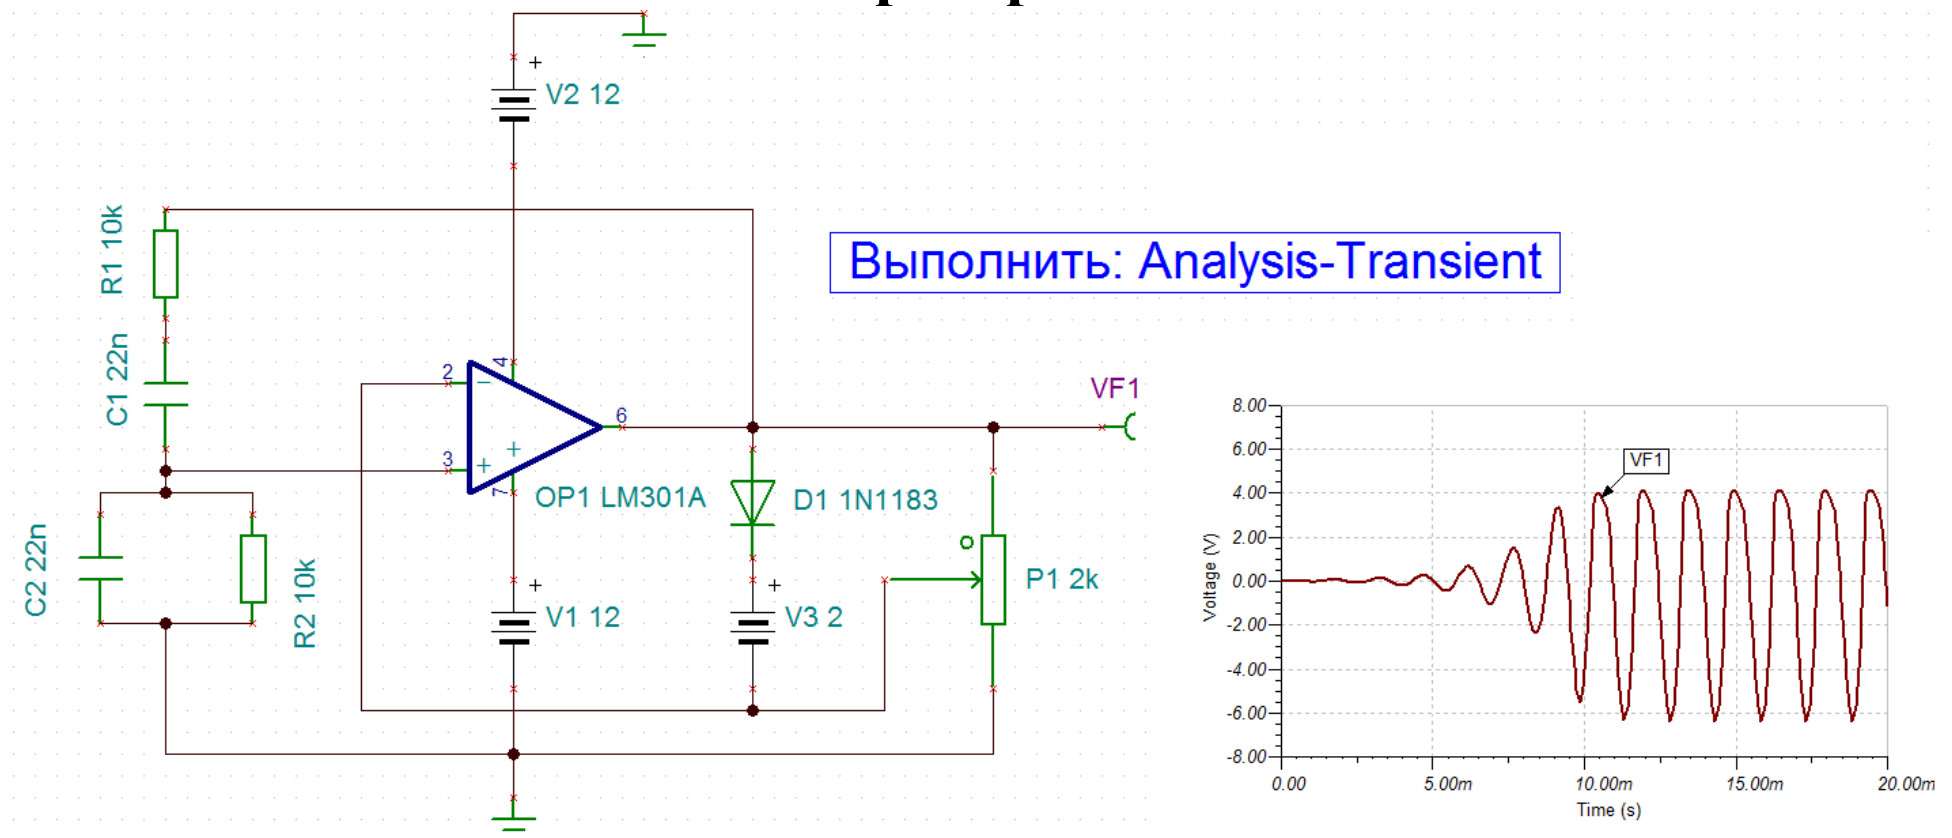 V2 12
+
R1 10k
Выполнить: Analysis-Transient
C1 22n
2
4
6
3
7
OP1 LM301A
D1 1N1183
VF1
C2 22n
R2 10k
+
V1 12
+
V3 2
P1 2k
8.00
6.00
4.00
2.00
0.00
-2.00
-4.00
-6.00
-8.00
Voltage (V)
VF1
0.00 5.00m 10.00m 15.00m 20.00m
Time (s)